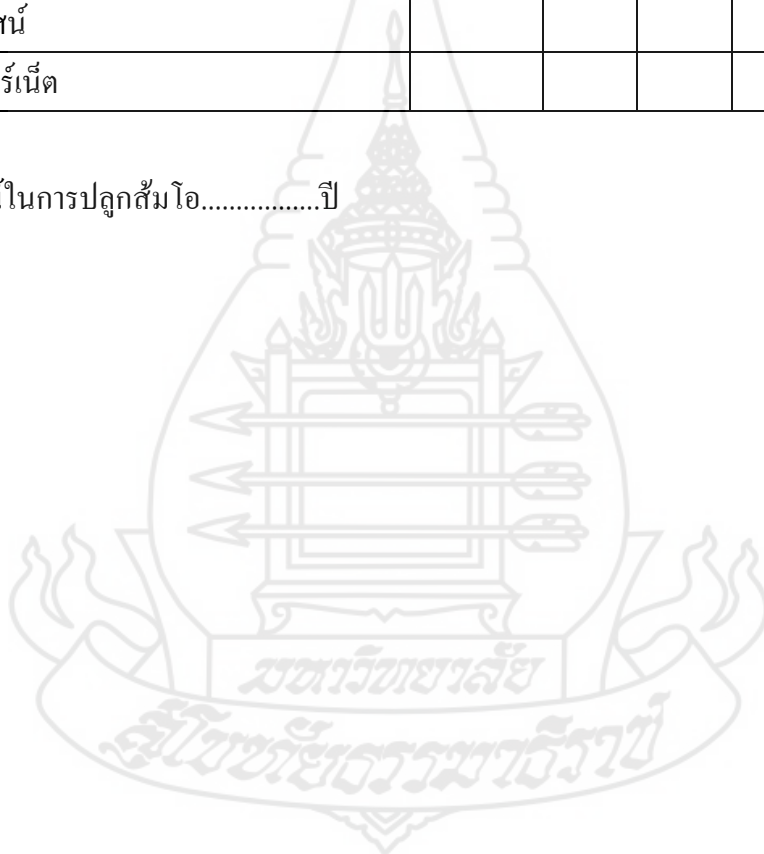 ศน์
ร์เน็ต
ในการปลูกส้มโอ.................ปี
มหาวิทยาลัย
สุโขทัยธรรมาธิราช